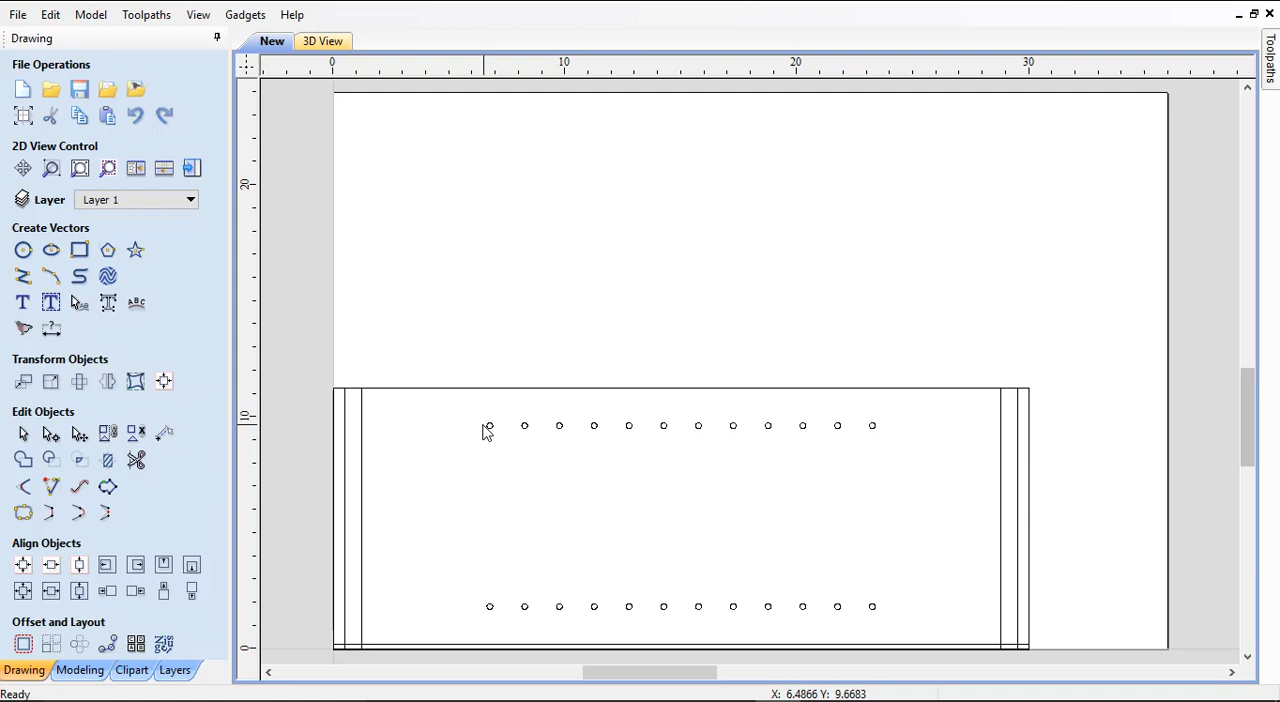 File Edit Model Toolpaths View Gadgets Help
Drawing
New 3D View
Toolpaths
File Operations
0 10 20 30
2D View Control
Layer Layer 1
20
Create Vectors
T T AB T ABC
?
Transform Objects
Edit Objects
10
Align Objects
Offset and Layout
0
Drawing Modeling Clipart Layers
Ready X: 6.4866 Y: 9.6683